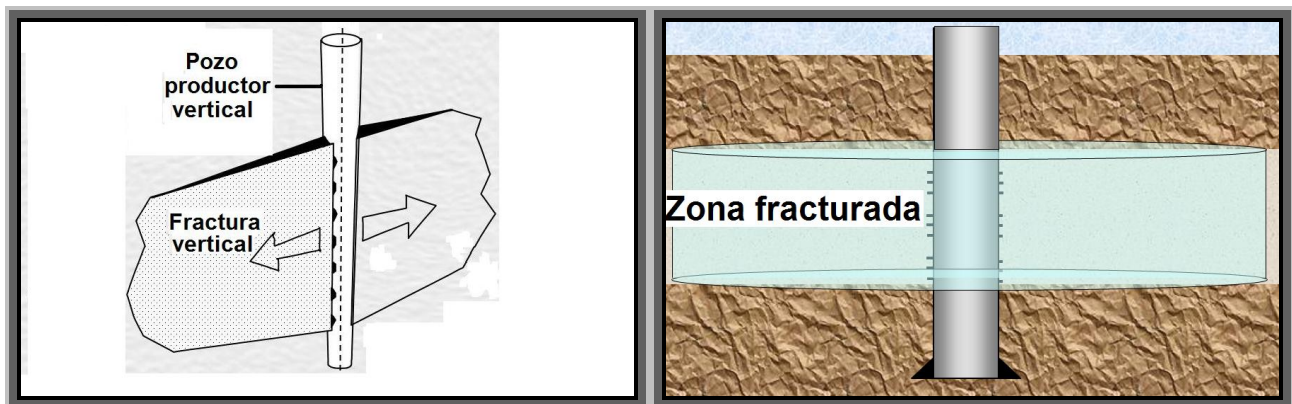 Pozo
productor
vertical
Fractura
vertical
Zona fracturada